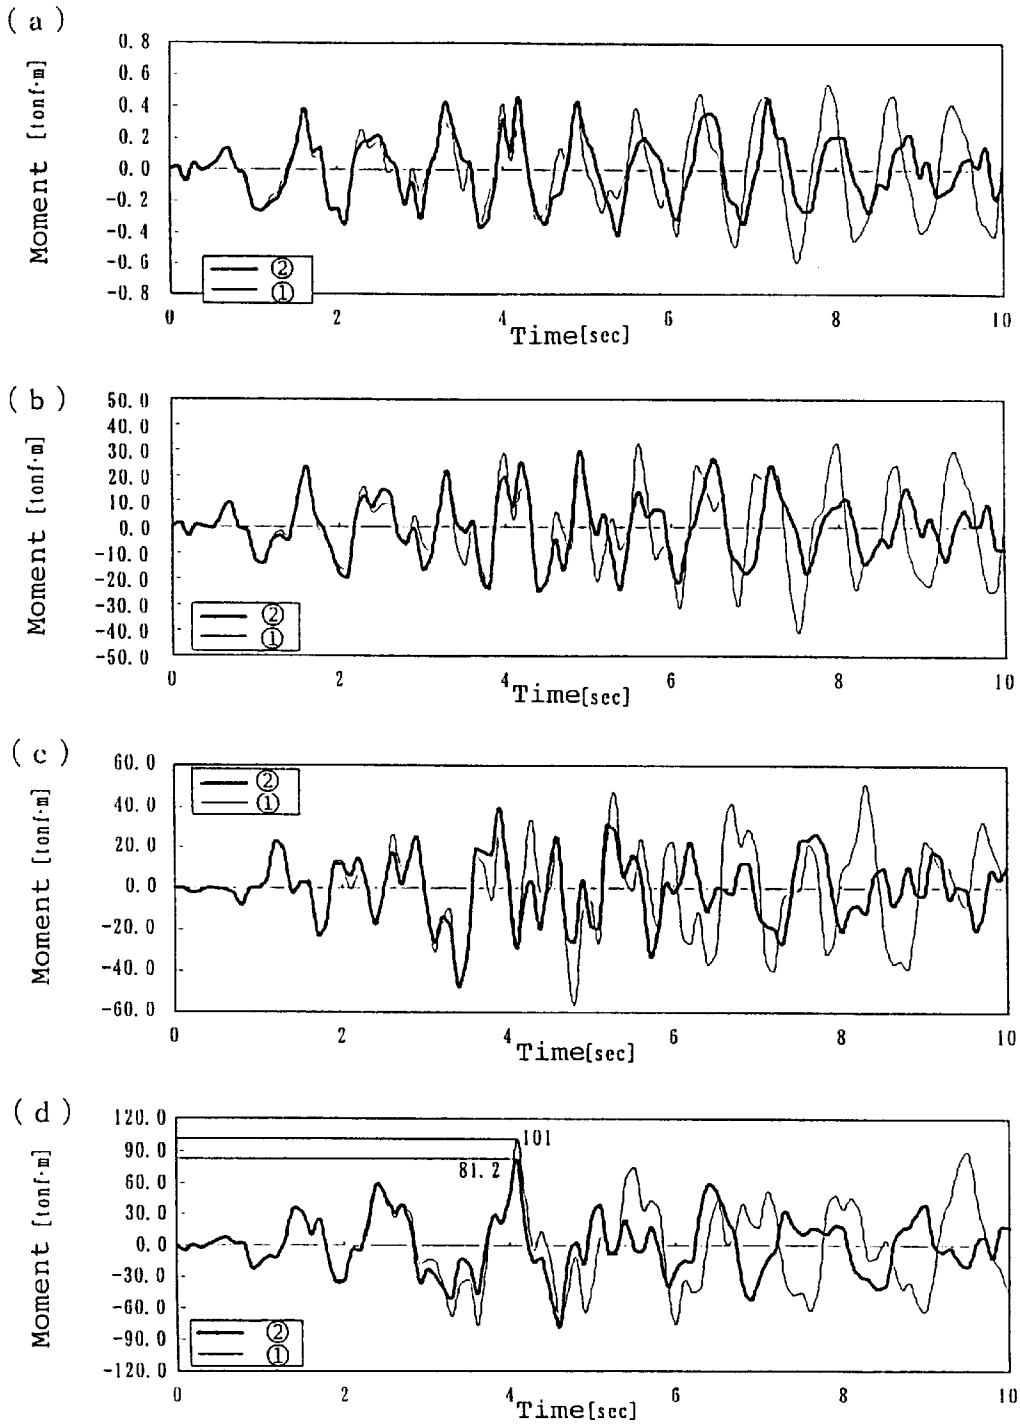 ( a )
Moment [tonf·m]
0.8
0.6
0.4
0.2
0.0
-0.2
-0.4
-0.6
-0.8
②
①
0 2 4 6 8 10
Time[sec]
( b )
Moment [tonf·m]
50.0
40.0
30.0
20.0
10.0
0.0
-10.0
-20.0
-30.0
-40.0
-50.0
②
①
0 2 4 6 8 10
Time[sec]
( c )
Moment [tonf·m]
60.0
40.0
20.0
0.0
-20.0
-40.0
-60.0
②
①
0 2 4 6 8 10
Time[sec]
( d )
Moment [tonf·m]
120.0
90.0
60.0
30.0
0.0
-30.0
-60.0
-90.0
-120.0
101
81.2
②
①
0 2 4 6 8 10
Time[sec]